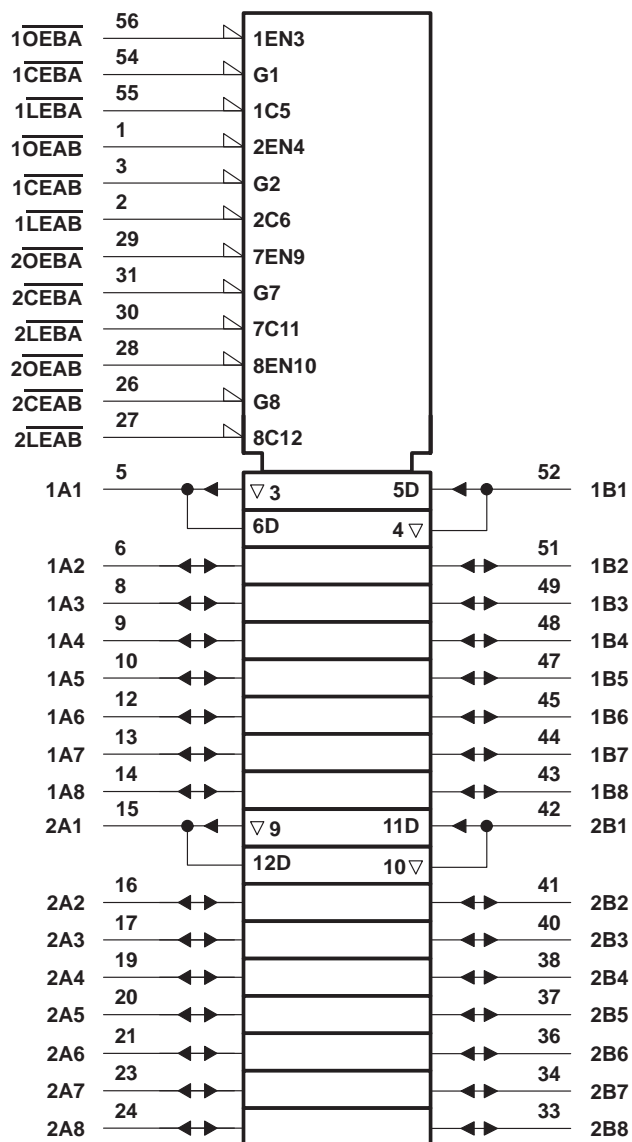 1OEBA 56 1EN3
1CEBA 54 G1
1LEBA 55 1C5
1OEAB 1 2EN4
1CEAB 3 G2
1LEAB 2 2C6
2OEBA 29 7EN9
2CEBA 31 G7
2LEBA 30 7C11
2OEAB 28 8EN10
2CEAB 26 G8
2LEAB 27 8C12
1A1 5 ▽ 3 5D 52 1B1
6D 4 ▽
1A2 6 51 1B2
1A3 8 49 1B3
1A4 9 48 1B4
1A5 10 47 1B5
1A6 12 45 1B6
1A7 13 44 1B7
1A8 14 43 1B8
2A1 15 ▽ 9 11D 42 2B1
12D 10 ▽
2A2 16 41 2B2
2A3 17 40 2B3
2A4 19 38 2B4
2A5 20 37 2B5
2A6 21 36 2B6
2A7 23 34 2B7
2A8 24 33 2B8